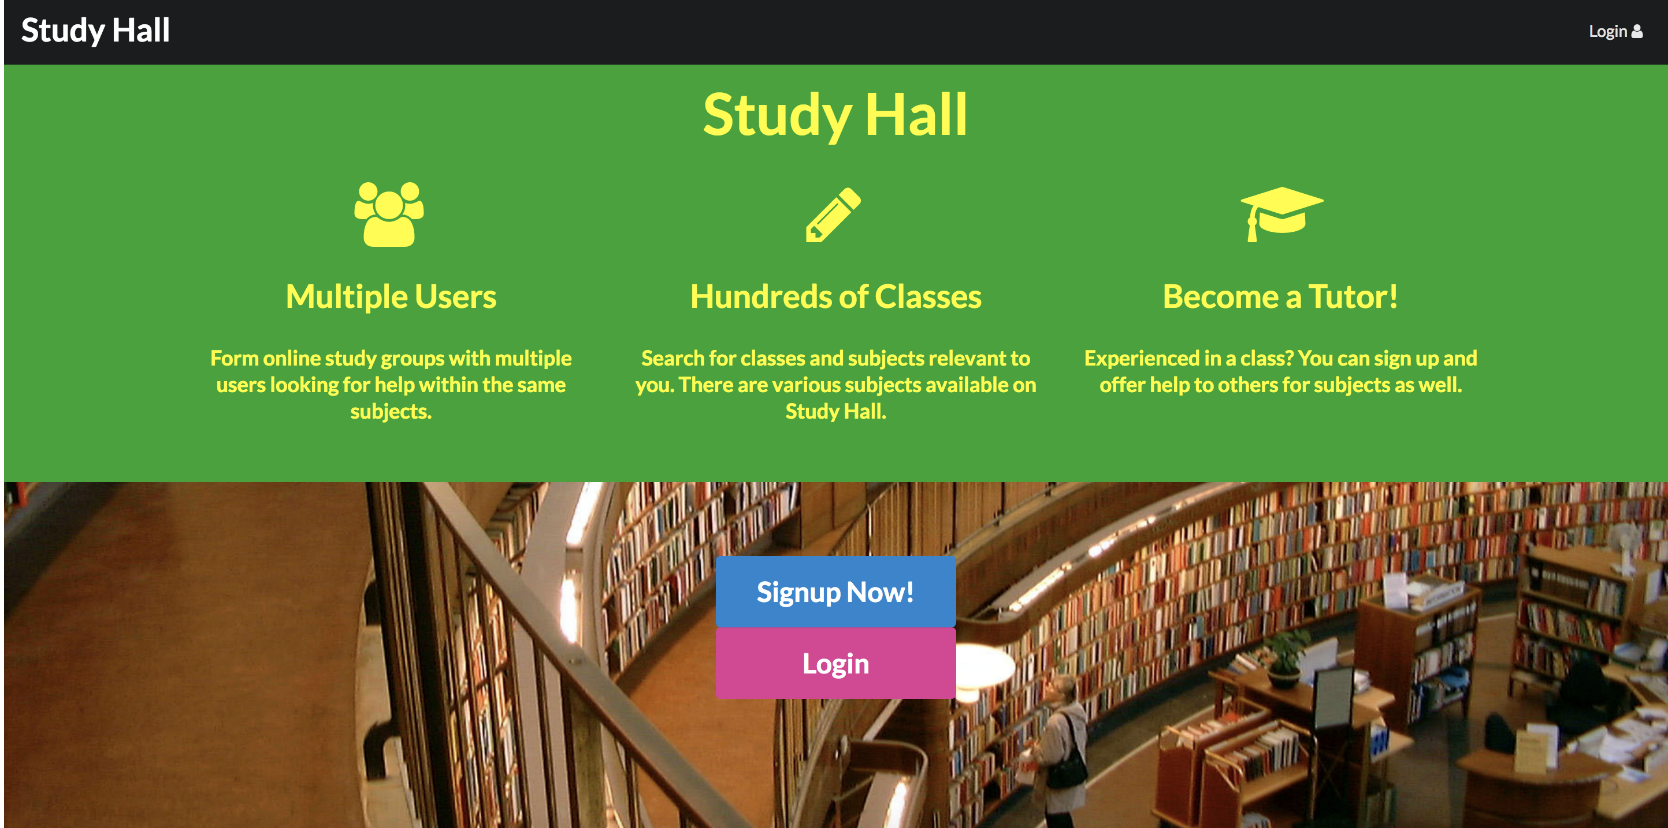 Study Hall
Login
Study Hall
Multiple Users
Form online study groups with multiple
users looking for help within the same
subjects.
Hundreds of Classes
Search for classes and subjects relevant to
you. There are various subjects available on
Study Hall.
Become a Tutor!
Experienced in a class? You can sign up and
offer help to others for subjects as well.
Signup Now!
Login